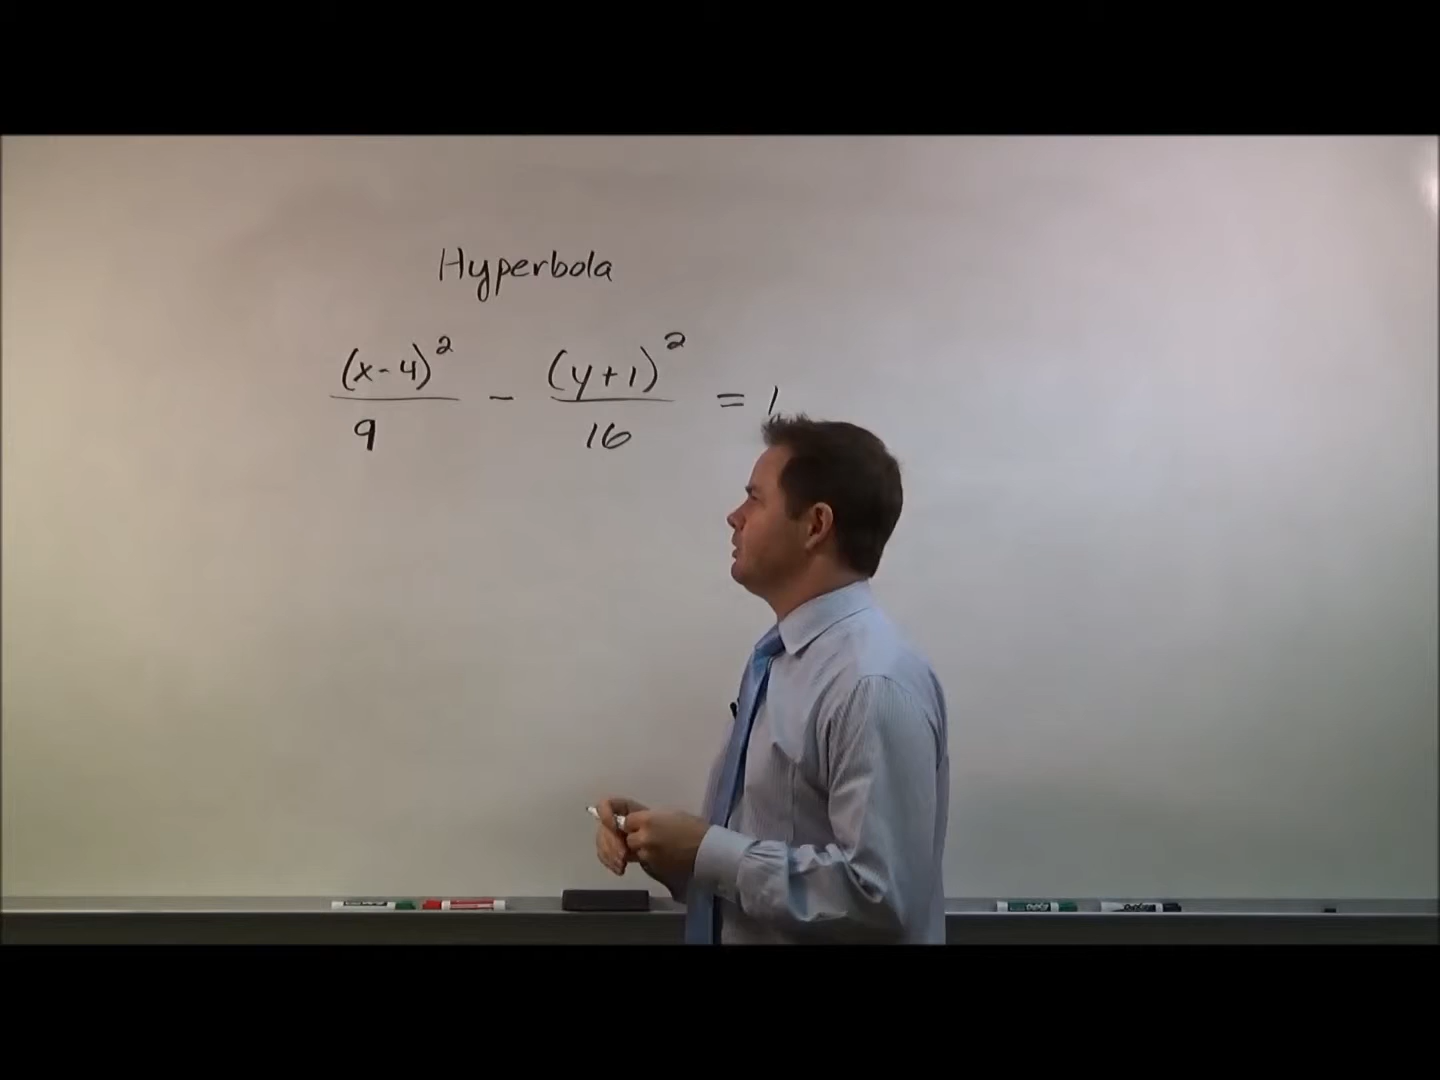 Hyperbola
(x-4)² / 9 - (y+1)² / 16 = 1